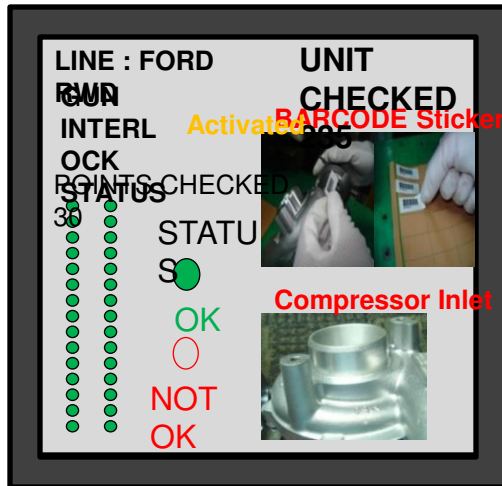 LINE : FORD
RWD
UNIT
CHECKED
GUN
INTERL
OCK
STATUS
Activated
BARCODE Sticker
POINTS CHECKED
30
STATU
S
OK
NOT
OK
Compressor Inlet